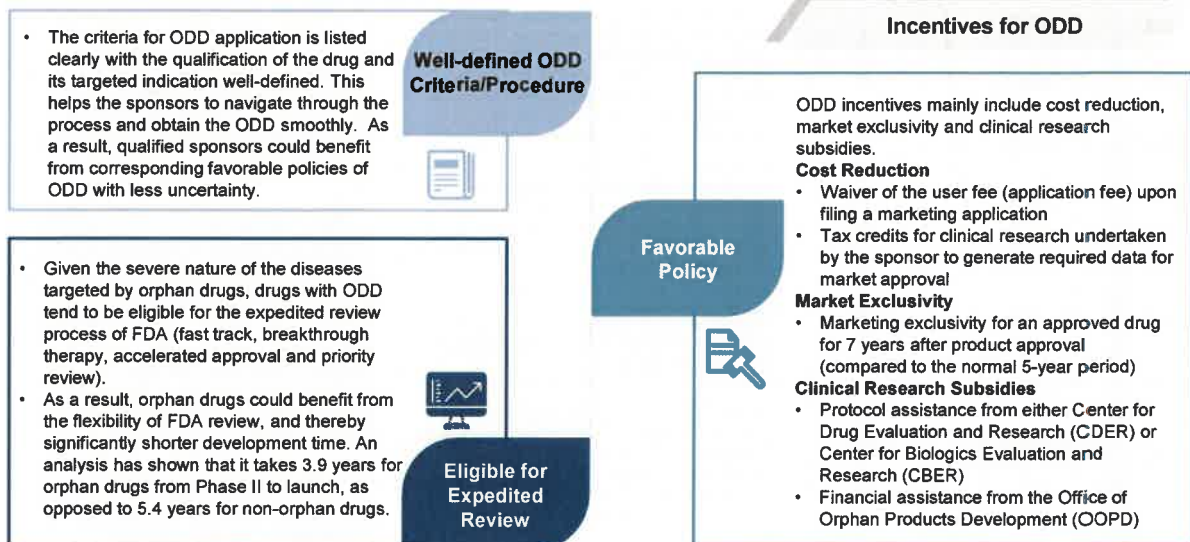 • The criteria for ODD application is listed
clearly with the qualification of the drug and
its targeted indication well-defined. This
helps the sponsors to navigate through the
process and obtain the ODD smoothly. As
a result, qualified sponsors could benefit
from corresponding favorable policies of
ODD with less uncertainty.
Well-defined ODD
Criteria/Procedure
• Given the severe nature of the diseases
targeted by orphan drugs, drugs with ODD
tend to be eligible for the expedited review
process of FDA (fast track, breakthrough
therapy, accelerated approval and priority
review).
• As a result, orphan drugs could benefit from
the flexibility of FDA review, and thereby
significantly shorter development time. An
analysis has shown that it takes 3.9 years for
orphan drugs from Phase II to launch, as
opposed to 5.4 years for non-orphan drugs.
Eligible for
Expedited
Review
Incentives for ODD
Favorable
Policy
ODD incentives mainly include cost reduction,
market exclusivity and clinical research
subsidies.
Cost Reduction
• Waiver of the user fee (application fee) upon
filing a marketing application
• Tax credits for clinical research undertaken
by the sponsor to generate required data for
market approval
Market Exclusivity
• Marketing exclusivity for an approved drug
for 7 years after product approval
(compared to the normal 5-year period)
Clinical Research Subsidies
• Protocol assistance from either Center for
Drug Evaluation and Research (CDER) or
Center for Biologics Evaluation and
Research (CBER)
• Financial assistance from the Office of
Orphan Products Development (OOPD)